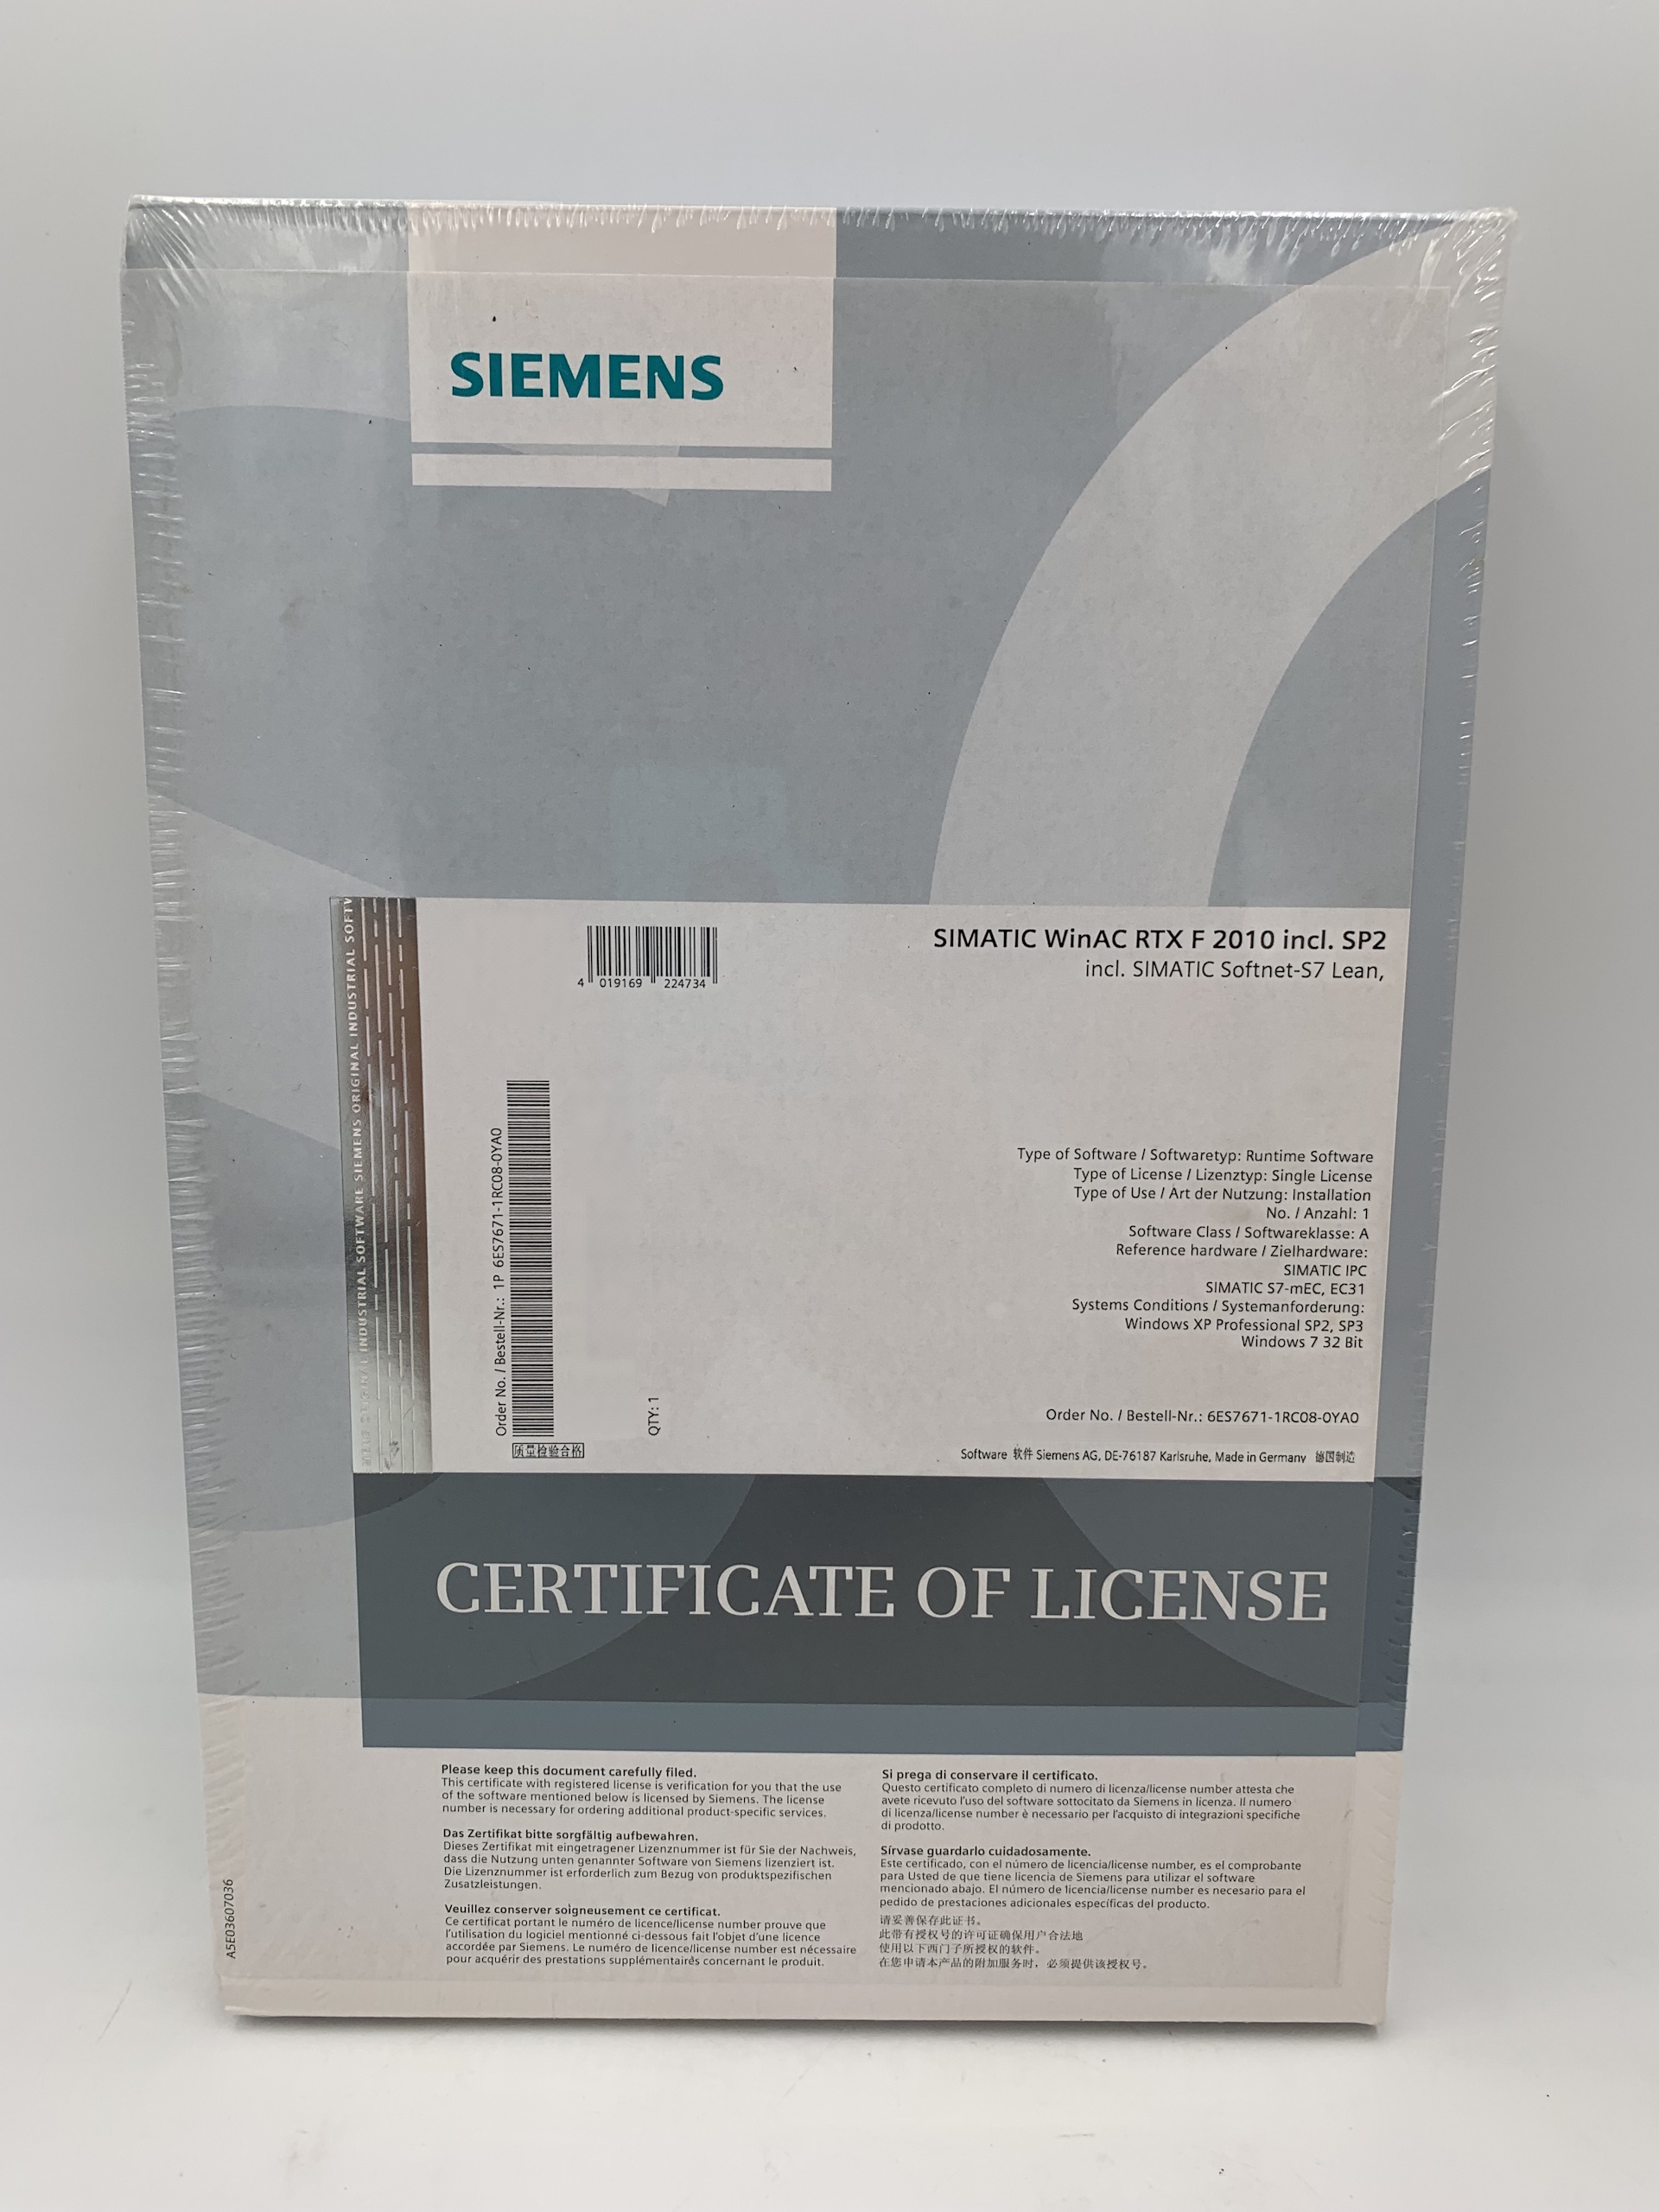 SIEMENS
SIMATIC WinAC RTX F 2010 incl. SP2
incl. SIMATIC Softnet-S7 Lean,
4 019169 224734
INDUSTRIAL SOFTWARE SIEMENS ORIGINAL INDUSTRIAL SOFTW
Order No. / Bestell-Nr.: 1P 6ES7671-1RC08-0YA0
质量检验合格
QTY: 1
Type of Software / Softwaretyp: Runtime Software
Type of License / Lizenztyp: Single License
Type of Use / Art der Nutzung: Installation
No. / Anzahl: 1
Software Class / Softwareklasse: A
Reference hardware / Zielhardware:
SIMATIC IPC
SIMATIC S7-mEC, EC31
Systems Conditions / Systemanforderung:
Windows XP Professional SP2, SP3
Windows 7 32 Bit
Order No. / Bestell-Nr.: 6ES7671-1RC08-0YA0
Software 软件 Siemens AG, DE-76187 Karlsruhe, Made in Germany 德国制造
CERTIFICATE OF LICENSE
Please keep this document carefully filed.
This certificate with registered license is verification for you that the use
of the software mentioned below is licensed by Siemens. The license
number is necessary for ordering additional product-specific services.
Das Zertifikat bitte sorgfältig aufbewahren.
Dieses Zertifikat mit eingetragener Lizenznummer ist für Sie der Nachweis,
dass die Nutzung unten genannter Software von Siemens lizenziert ist.
Die Lizenznummer ist erforderlich zum Bezug von produktspezifischen
Zusatzleistungen.
Veuillez conserver soigneusement ce certificat.
Ce certificat portant le numéro de licence/license number prouve que
l'utilisation du logiciel mentionné ci-dessous fait l'objet d'une licence
accordée par Siemens. Le numéro de licence/license number est nécessaire
pour acquérir des prestations supplémentaires concernant le produit.
Si prega di conservare il certificato.
Questo certificato completo di numero di licenza/license number attesta che
avete ricevuto l'uso del software sottocitato da Siemens in licenza. Il numero
di licenza/license number è necessario per l'acquisto di integrazioni specifiche
di prodotto.
Sírvase guardarlo cuidadosamente.
Este certificado, con el número de licencia/license number, es el comprobante
para Usted de que tiene licencia de Siemens para utilizar el software
mencionado abajo. El número de licencia/license number es necesario para el
pedido de prestaciones adicionales específicas del producto.
请妥善保存此证书。
此带有授权号的许可证确保用户合法地
使用以下西门子所授权的软件。
在您申请本产品的附加服务时，必须提供该授权号。
A5E03607036